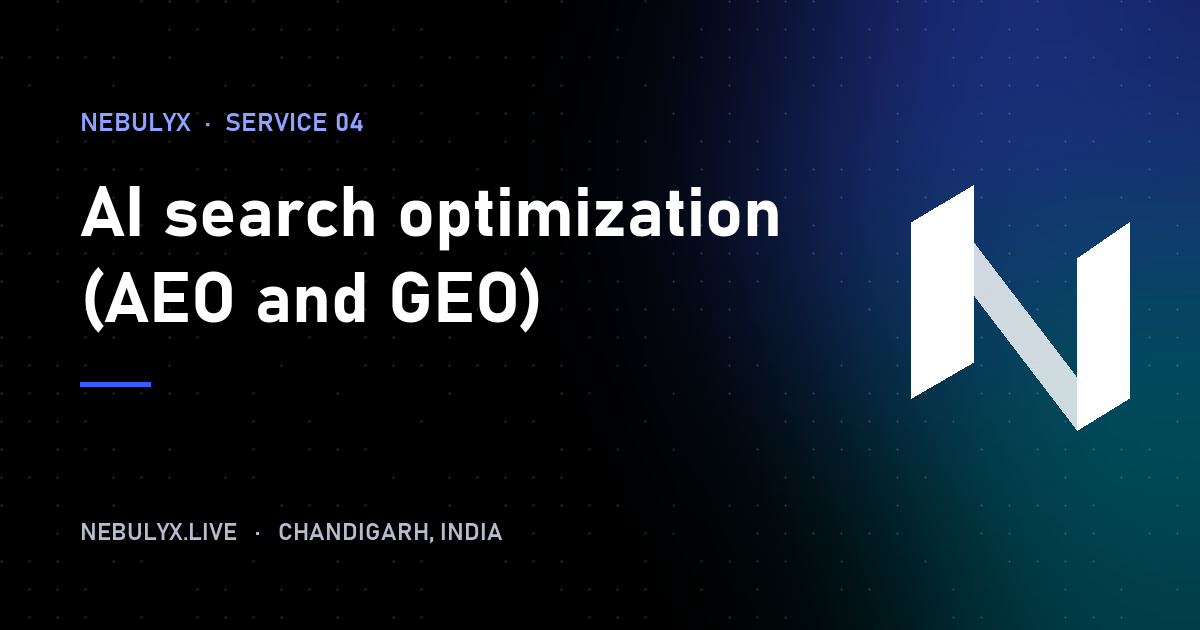 NEBULYX · SERVICE 04
AI search optimization
(AEO and GEO)
NEBULYX.LIVE · CHANDIGARH, INDIA